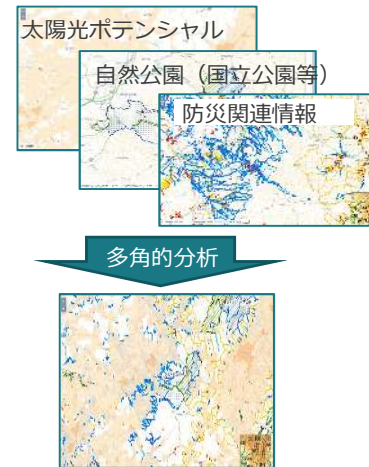 太陽光ポテンシャル
自然公園（国立公園等）
防災関連情報
多角的分析